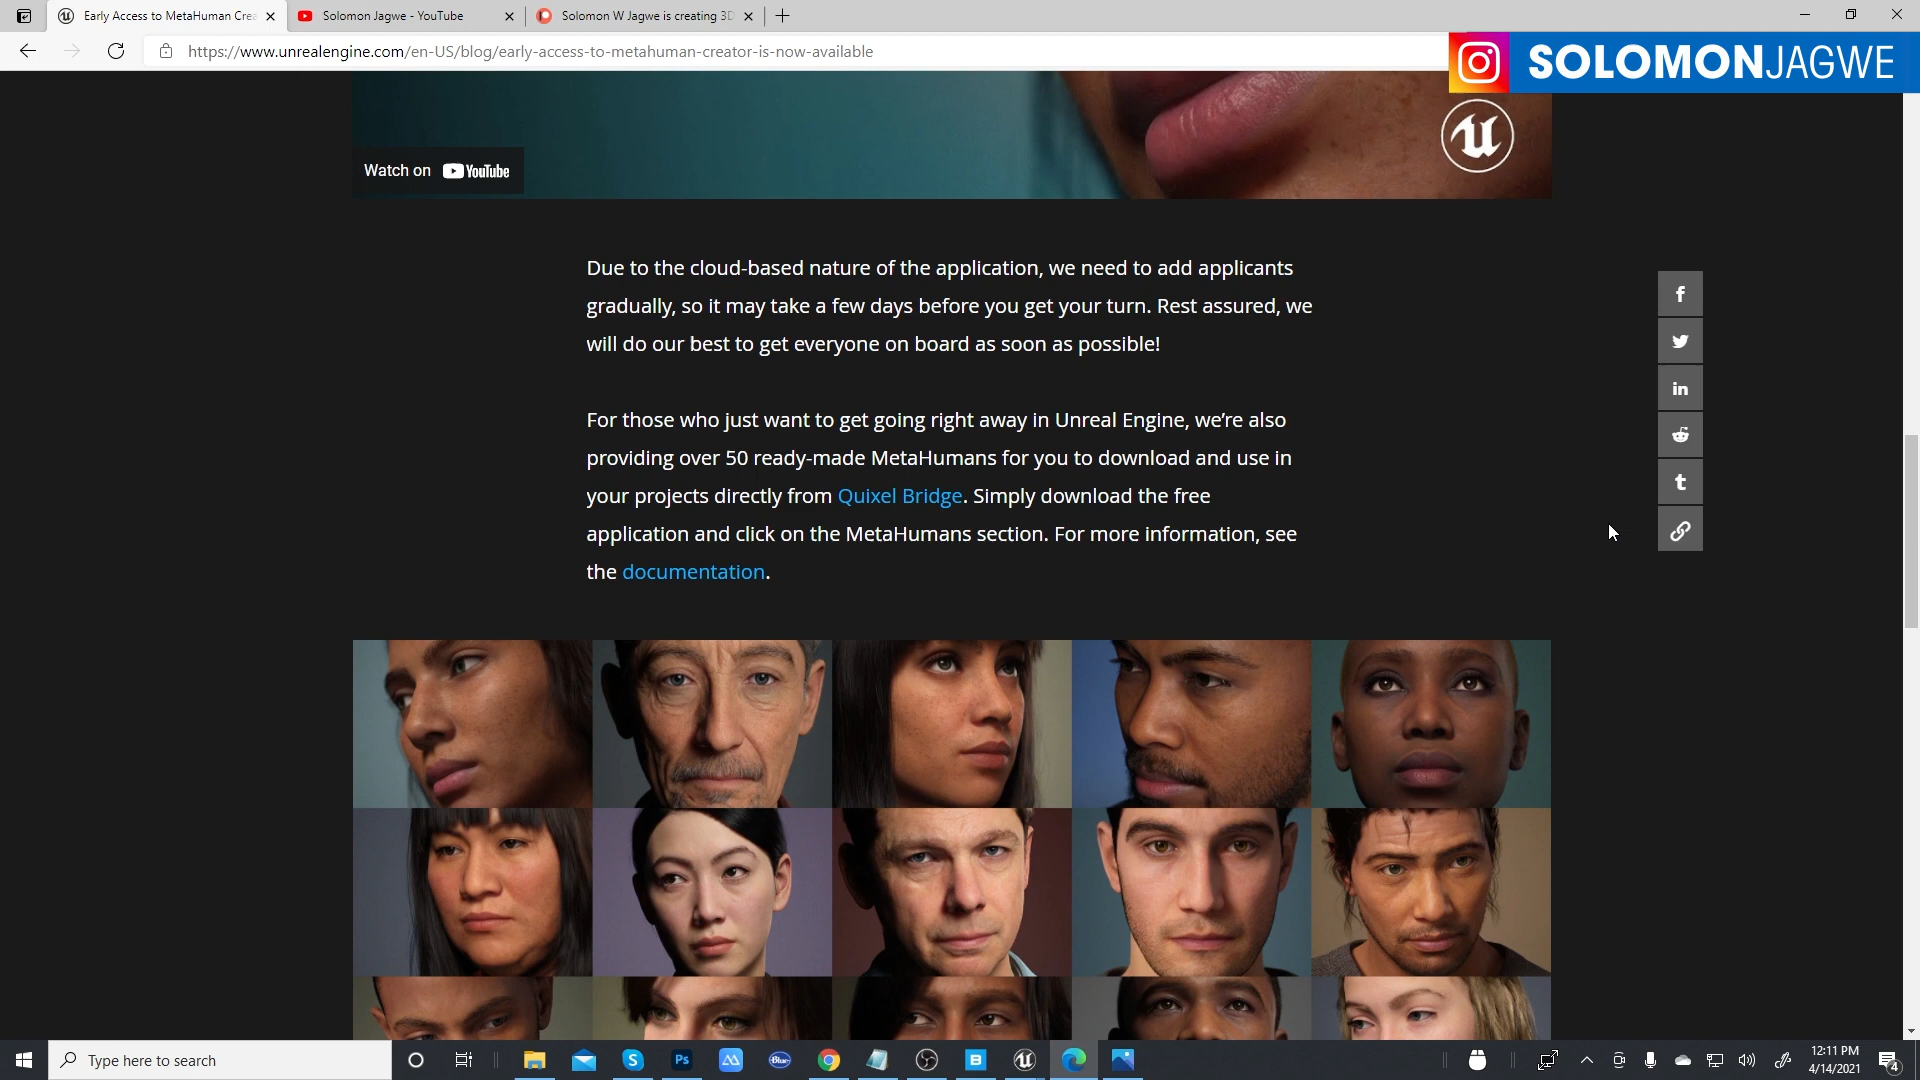 Early Access to MetaHuman Crea
Solomon Jagwe - YouTube
Solomon W Jagwe is creating 3D
https://www.unrealengine.com/en-US/blog/early-access-to-metahuman-creator-is-now-available
SOLOMONJAGWE
Watch on YouTube
Due to the cloud-based nature of the application, we need to add applicants
gradually, so it may take a few days before you get your turn. Rest assured, we
will do our best to get everyone on board as soon as possible!
For those who just want to get going right away in Unreal Engine, we’re also
providing over 50 ready-made MetaHumans for you to download and use in
your projects directly from Quixel Bridge. Simply download the free
application and click on the MetaHumans section. For more information, see
the documentation.
Type here to search
Ps
Blue
12:11 PM
4/14/2021
4